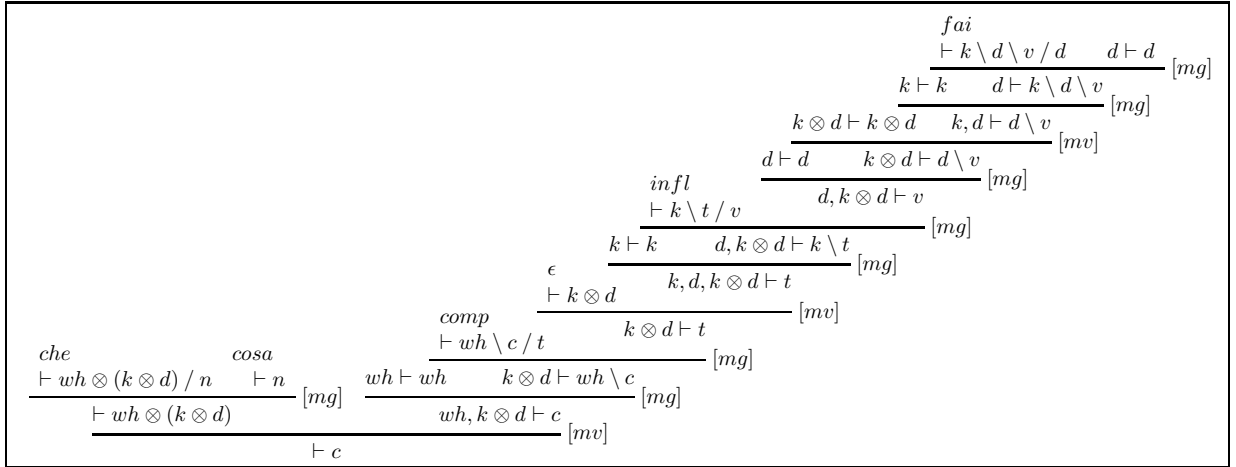 fai
⊢ k \ d \ v / d d ⊢ d [mg]
k ⊢ k d ⊢ k \ d \ v [mg]
k ⊗ d ⊢ k ⊗ d k, d ⊢ d \ v [mv]
d ⊢ d k ⊗ d ⊢ d \ v [mg]
infl d, k ⊗ d ⊢ v
⊢ k \ t / v [mg]
k ⊢ k d, k ⊗ d ⊢ k \ t [mg]
ϵ k, d, k ⊗ d ⊢ t
⊢ k ⊗ d [mv]
comp k ⊗ d ⊢ t
⊢ wh \ c / t [mg]
che cosa
⊢ wh ⊗ (k ⊗ d) / n ⊢ n [mg] wh ⊢ wh k ⊗ d ⊢ wh \ c [mg]
⊢ wh ⊗ (k ⊗ d) wh, k ⊗ d ⊢ c [mv]
⊢ c